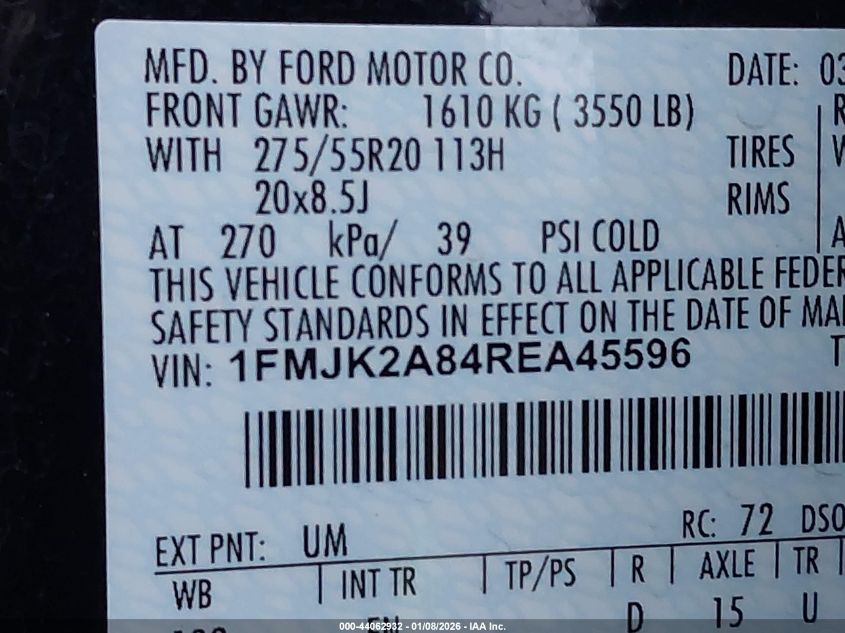 MFD. BY FORD MOTOR CO. DATE: 03
FRONT GAWR: 1610 KG ( 3550 LB)
WITH 275/55R20 113H TIRES
20x8.5J RIMS
AT 270 kPa/ 39 PSI COLD
THIS VEHICLE CONFORMS TO ALL APPLICABLE FEDER
SAFETY STANDARDS IN EFFECT ON THE DATE OF MA
VIN: 1FMJK2A84REA45596 T
EXT PNT: UM RC: 72 DSO
WB INT TR TP/PS R AXLE TR
D 15 U
000-44062932 - 01/08/2026 - IAA Inc.